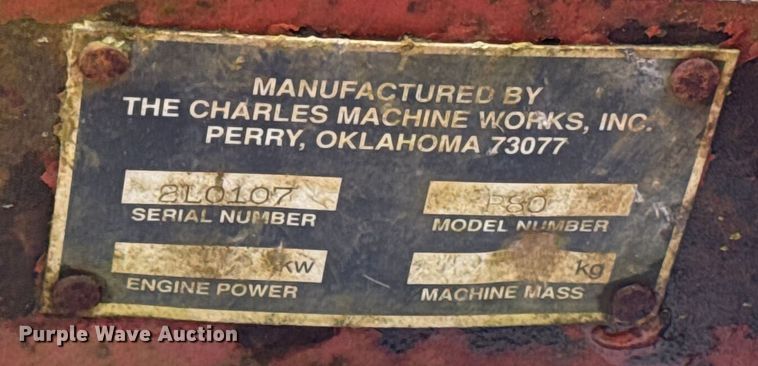 MANUFACTURED BY
THE CHARLES MACHINE WORKS, INC.
PERRY, OKLAHOMA 73077
2L0107 P80
SERIAL NUMBER MODEL NUMBER
kw kg
ENGINE POWER MACHINE MASS
Purple Wave Auction